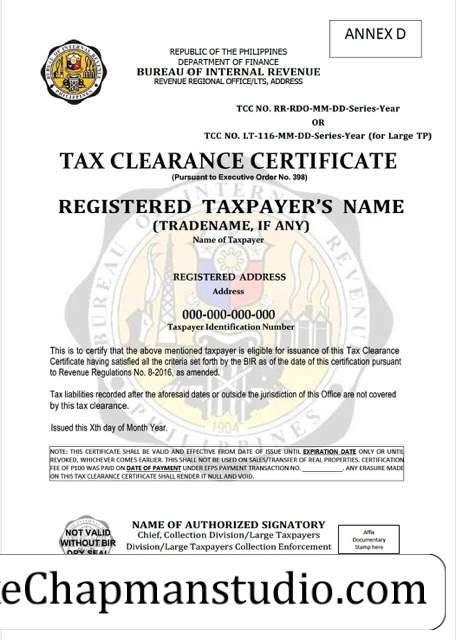 ANNEX D
REPUBLIC OF THE PHILIPPINES
DEPARTMENT OF FINANCE
BUREAU OF INTERNAL REVENUE
REVENUE REGIONAL OFFICE/LTS, ADDRESS
TCC NO. RR-RDO-MM-DD-Series-Year
OR
TCC NO. LT-116-MM-DD-Series-Year (for Large TP)
TAX CLEARANCE CERTIFICATE
(Pursuant to Executive Order No. 398)
REGISTERED TAXPAYER'S NAME
(TRADENAME, IF ANY)
Name of Taxpayer
REGISTERED ADDRESS
Address
000-000-000-000
Taxpayer Identification Number
This is to certify that the above mentioned taxpayer is eligible for issuance of this Tax Clearance
Certificate having satisfied all the criteria set forth by the BIR as of the date of this certification pursuant
to Revenue Regulations No. 8-2016, as amended.
Tax liabilities recorded after the aforesaid dates or outside the jurisdiction of this Office are not covered
by this tax clearance.
1904
Issued this Xth day of Month Year.
NOTE: THIS CERTIFICATE SHALL BE VALID AND EFFECTIVE FROM DATE OF ISSUE UNTIL EXPIRATION DATE ONLY OR UNTIL
REVOKED, WHICHEVER COMES EARLIER. THIS SHALL NOT BE USED ON SALES/TRANSFER OF REAL PROPERTIES. CERTIFICATION
FEE OF P100 WAS PAID ON DATE OF PAYMENT UNDER EFPS PAYMENT TRANSACTION NO. ____________, ANY ERASURE MADE
ON THIS TAX CLEARANCE CERTIFICATE SHALL RENDER IT NULL AND VOID.
NOT VALID
WITHOUT BIR
DRY SEAL
NAME OF AUTHORIZED SIGNATORY
Chief, Collection Division/Large Taxpayers
Division/Large Taxpayers Collection Enforcement
Affix
Documentary
Stamp here
keChapmanstudio.com